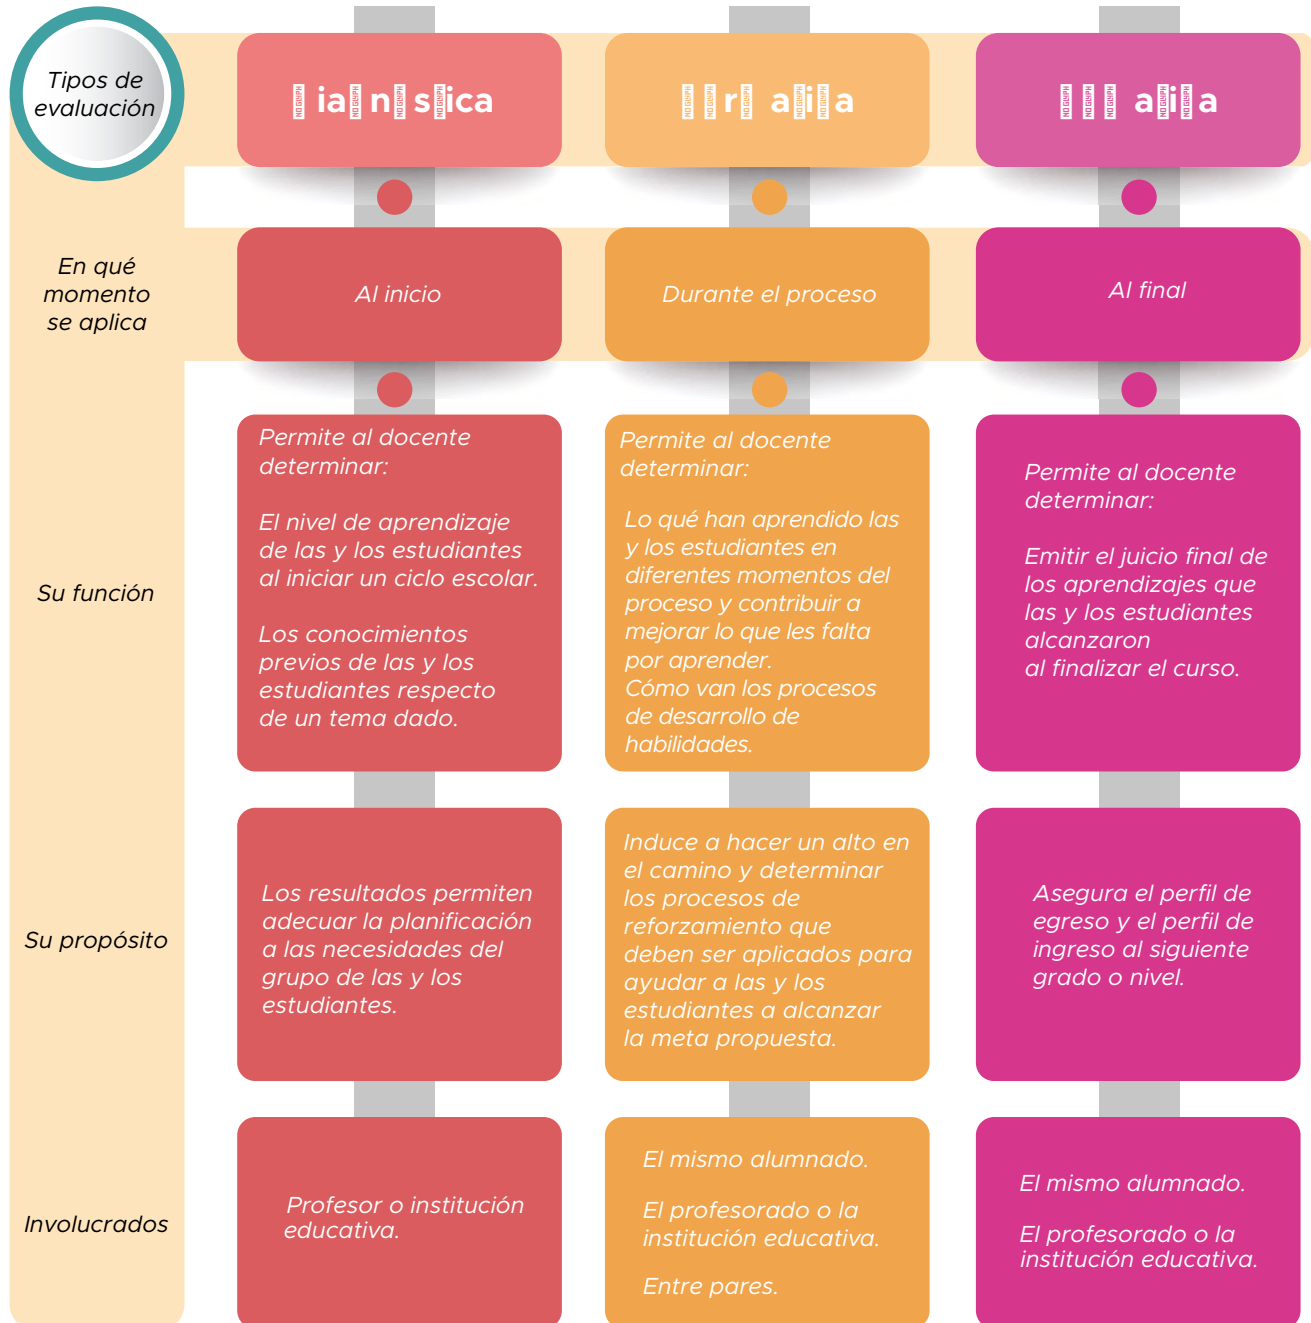 Tipos de
evaluación
En qué
momento
se aplica
Al inicio
Durante el proceso
Al final
Su función
Permite al docente
determinar:
El nivel de aprendizaje
de las y los estudiantes
al iniciar un ciclo escolar.
Los conocimientos
previos de las y los
estudiantes respecto
de un tema dado.
Permite al docente
determinar:
Lo qué han aprendido las
y los estudiantes en
diferentes momentos del
proceso y contribuir a
mejorar lo que les falta
por aprender.
Cómo van los procesos
de desarrollo de
habilidades.
Permite al docente
determinar:
Emitir el juicio final de
los aprendizajes que
las y los estudiantes
alcanzaron
al finalizar el curso.
Su propósito
Los resultados permiten
adecuar la planificación
a las necesidades del
grupo de las y los
estudiantes.
Induce a hacer un alto en
el camino y determinar
los procesos de
reforzamiento que
deben ser aplicados para
ayudar a las y los
estudiantes a alcanzar
la meta propuesta.
Asegura el perfil de
egreso y el perfil de
ingreso al siguiente
grado o nivel.
Involucrados
Profesor o institución
educativa.
El mismo alumnado.
El profesorado o la
institución educativa.
Entre pares.
El mismo alumnado.
El profesorado o la
institución educativa.